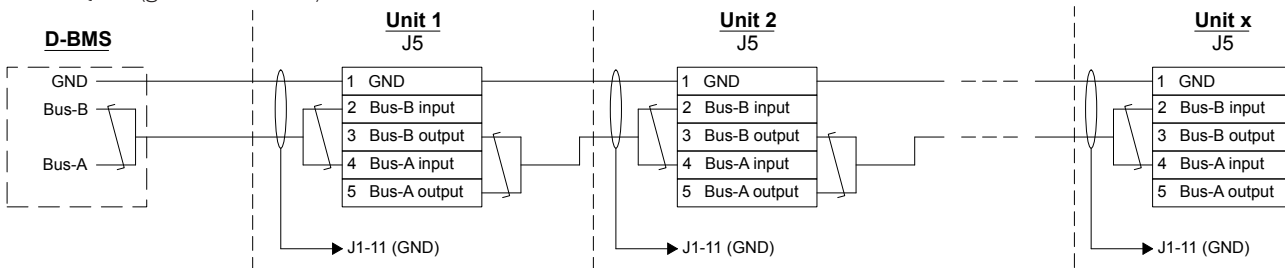 D-BMS
GND
Bus-B
Bus-A
Unit 1
J5
1 GND
2 Bus-B input
3 Bus-B output
4 Bus-A input
5 Bus-A output
J1-11 (GND)
Unit 2
J5
1 GND
2 Bus-B input
3 Bus-B output
4 Bus-A input
5 Bus-A output
J1-11 (GND)
Unit x
J5
1 GND
2 Bus-B input
3 Bus-B output
4 Bus-A input
5 Bus-A output
J1-11 (GND)